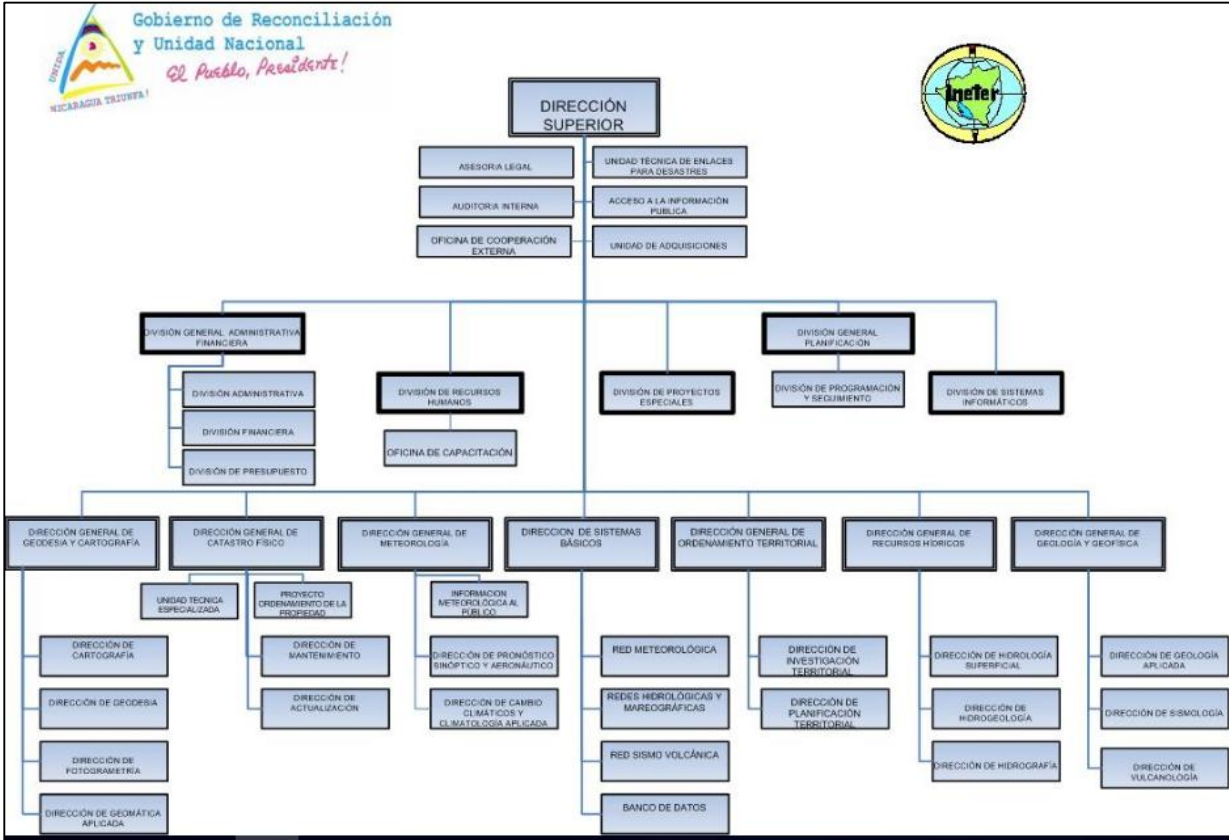 Gobierno de Reconciliación
y Unidad Nacional
El Pueblo, Presidente!
UNIDA
NICARAGUA TRIUNFA!
Ineter
DIRECCIÓN
SUPERIOR
ASESORIA LEGAL
UNIDAD TÉCNICA DE ENLACES
PARA DESASTRES
AUDITORIA INTERNA
ACCESO A LA INFORMACIÓN
PUBLICA
OFICINA DE COOPERACIÓN
EXTERNA
UNIDAD DE ADQUISICIONES
DIVISIÓN GENERAL ADMINISTRATIVA
FINANCIERA
DIVISIÓN GENERAL
PLANIFICACIÓN
DIVISIÓN ADMINISTRATIVA
DIVISIÓN FINANCIERA
DIVISIÓN DE PRESUPUESTO
DIVISIÓN DE RECURSOS
HUMANOS
OFICINA DE CAPACITACIÓN
DIVISIÓN DE PROYECTOS
ESPECIALES
DIVISIÓN DE PROGRAMACIÓN
Y SEGUIMIENTO
DIVISIÓN DE SISTEMAS
INFORMÁTICOS
DIRECCIÓN GENERAL DE
GEODESIA Y CARTOGRAFÍA
DIRECCIÓN GENERAL DE
CATASTRO FÍSICO
DIRECCIÓN GENERAL DE
METEOROLOGÍA
DIRECCION DE SISTEMAS
BÁSICOS
DIRECCIÓN GENERAL DE
ORDENAMIENTO TERRITORIAL
DIRECCIÓN GENERAL DE
RECURSOS HÍDRICOS
DIRECCIÓN GENERAL DE
GEOLOGÍA Y GEOFÍSICA
UNIDAD TECNICA
ESPECIALIZADA
PROYECTO
ORDENAMIENTO DE LA
PROPIEDAD
INFORMACION
METEOROLÓGICA AL
PÚBLICO
DIRECCIÓN DE
CARTOGRAFÍA
DIRECCIÓN DE GEODESIA
DIRECCIÓN DE
FOTOGRAMETRÍA
DIRECCIÓN DE GEOMÁTICA
APLICADA
DIRECCIÓN DE
MANTENIMIENTO
DIRECCIÓN DE
ACTUALIZACIÓN
DIRECCIÓN DE PRONÓSTICO
SINÓPTICO Y AERONÁUTICO
DIRECCIÓN DE CAMBIO
CLIMÁTICOS Y
CLIMATOLOGÍA APLICADA
RED METEOROLÓGICA
REDES HIDROLÓGICAS Y
MAREOGRÁFICAS
RED SISMO VOLCÁNICA
BANCO DE DATOS
DIRECCIÓN DE
INVESTIGACIÓN
TERRITORIAL
DIRECCIÓN DE
PLANIFICACIÓN
TERRITORIAL
DIRECCIÓN DE HIDROLOGÍA
SUPERFICIAL
DIRECCIÓN DE
HIDROGEOLOGÍA
DIRECCIÓN DE HIDROGRAFÍA
DIRECCIÓN DE GEOLOGÍA
APLICADA
DIRECCIÓN DE SISMOLOGÍA
DIRECCIÓN DE
VULCANOLOGÍA